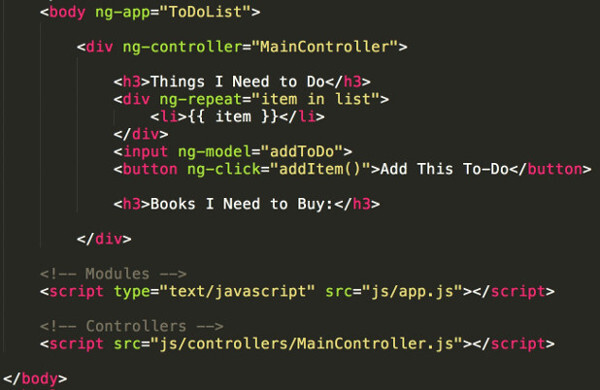 <body ng-app="ToDoList">
<div ng-controller="MainController">
<h3>Things I Need to Do</h3>
<div ng-repeat="item in list">
<li>{{ item }}</li>
</div>
<input ng-model="addToDo">
<button ng-click="addItem()">Add This To-Do</button>
<h3>Books I Need to Buy:</h3>
</div>
<!-- Modules -->
<script type="text/javascript" src="js/app.js"></script>
<!-- Controllers -->
<script src="js/controllers/MainController.js"></script>
</body>